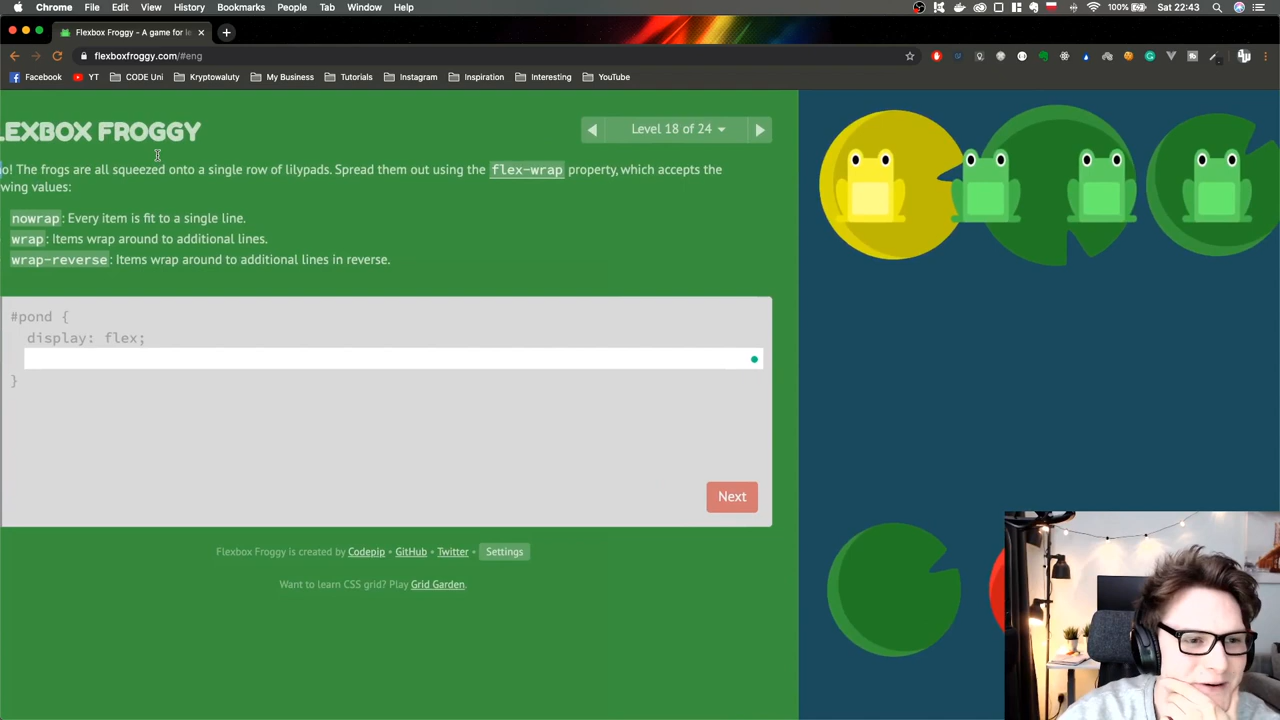 Chrome File Edit View History Bookmarks People Tab Window Help
100% Sat 22:43
Flexbox Froggy - A game for le
flexboxfroggy.com/#eng
Facebook YT CODE Uni Kryptowaluty My Business Tutorials Instagram Inspiration Interesting YouTube
LEXBOX FROGGY
Level 18 of 24
o! The frogs are all squeezed onto a single row of lilypads. Spread them out using the flex-wrap property, which accepts the
wing values:
nowrap: Every item is fit to a single line.
wrap: Items wrap around to additional lines.
wrap-reverse: Items wrap around to additional lines in reverse.
#pond {
display: flex;
}
Next
Flexbox Froggy is created by Codepip • GitHub • Twitter • Settings
Want to learn CSS grid? Play Grid Garden.